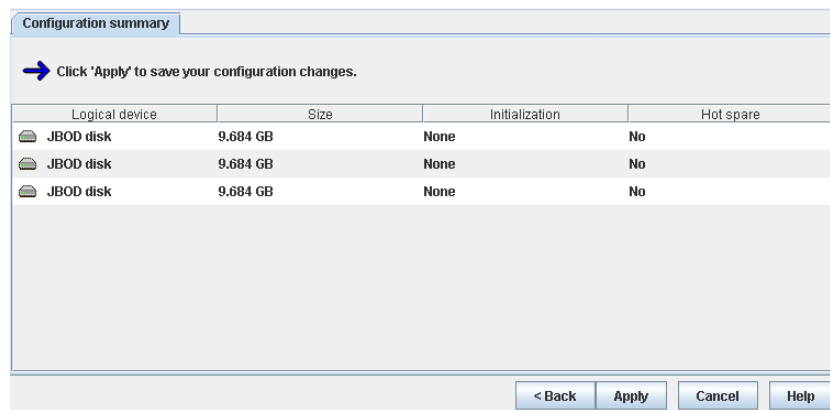 Configuration summary
Click 'Apply' to save your configuration changes.
Logical device Size Initialization Hot spare
JBOD disk 9.684 GB None No
JBOD disk 9.684 GB None No
JBOD disk 9.684 GB None No
< Back Apply Cancel Help